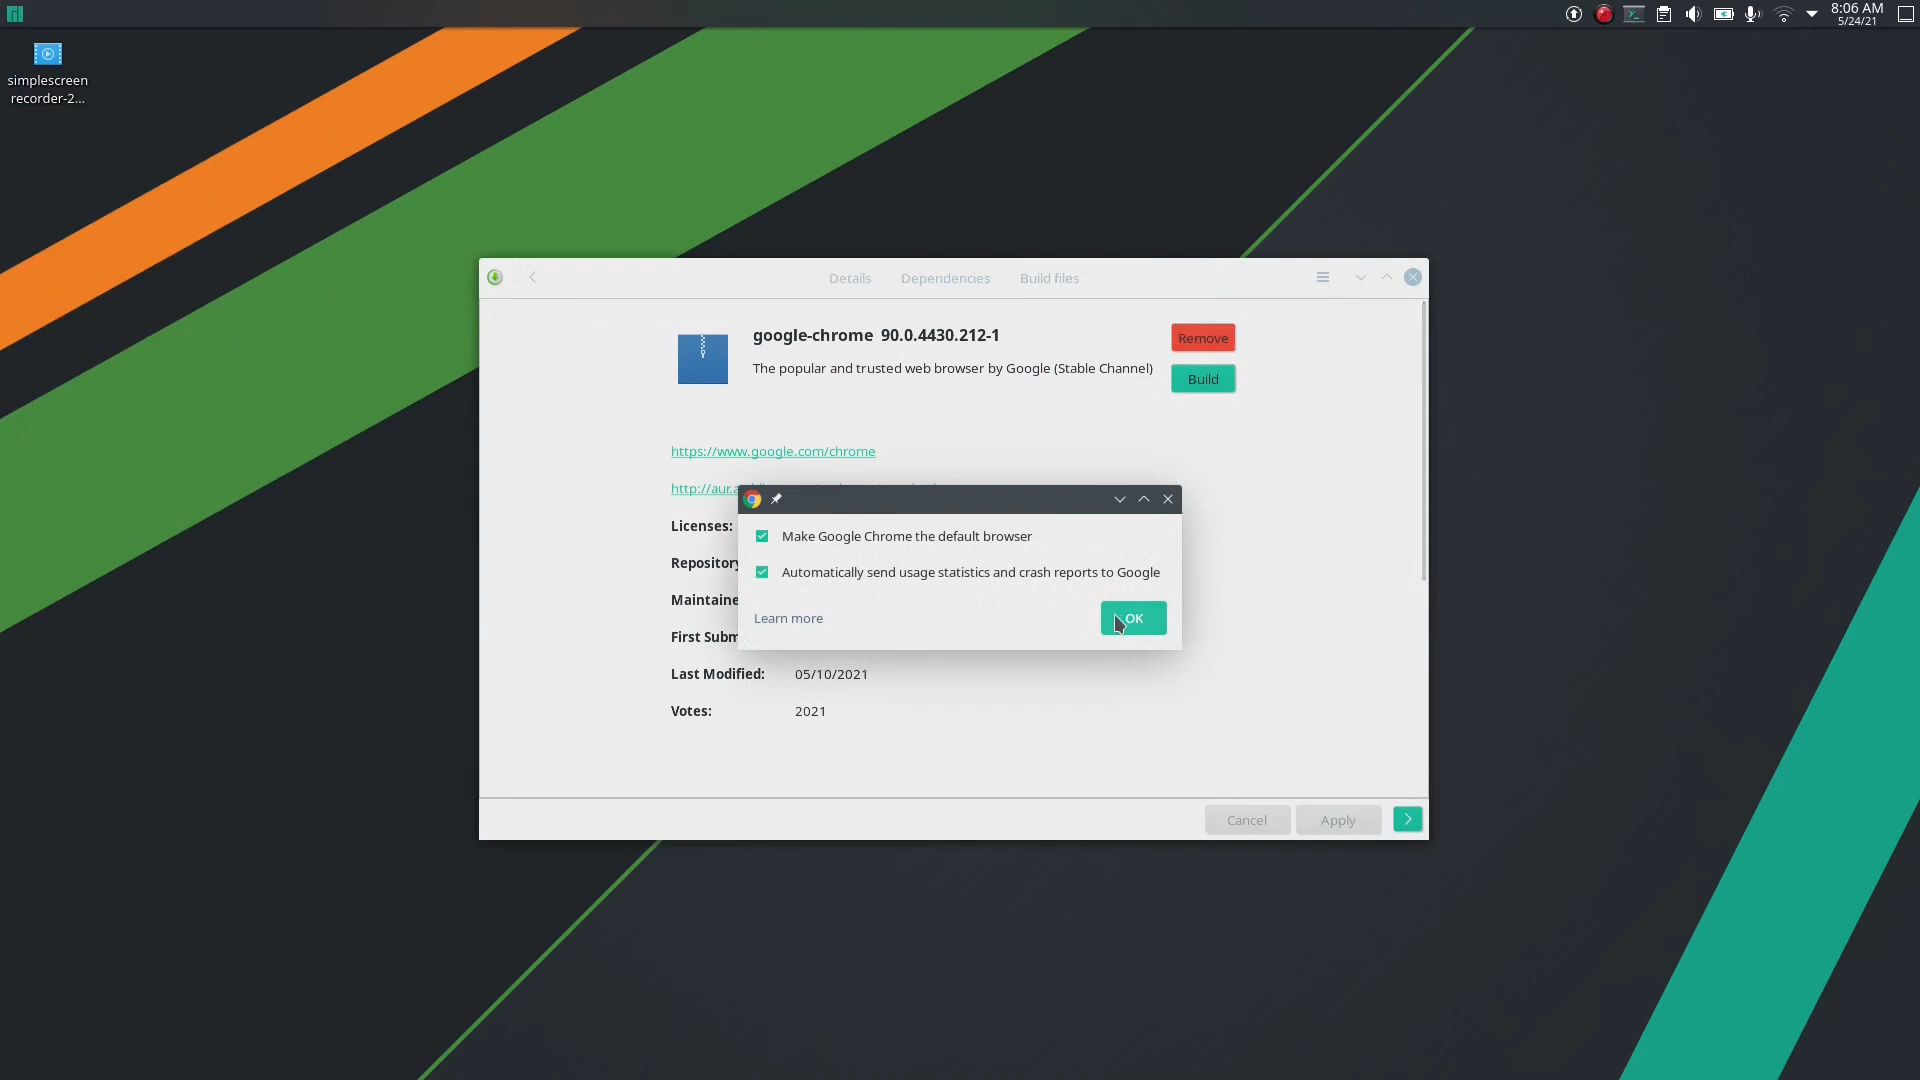 8:06 AM
5/24/21
simplescreen
recorder-2...
Details Dependencies Build files
google-chrome 90.0.4430.212-1
Remove
The popular and trusted web browser by Google (Stable Channel)
Build
https://www.google.com/chrome
http://aur.a
Licenses:
Make Google Chrome the default browser
Repository
Automatically send usage statistics and crash reports to Google
Maintaine
Learn more
OK
First Subm
Last Modified: 05/10/2021
Votes: 2021
Cancel Apply